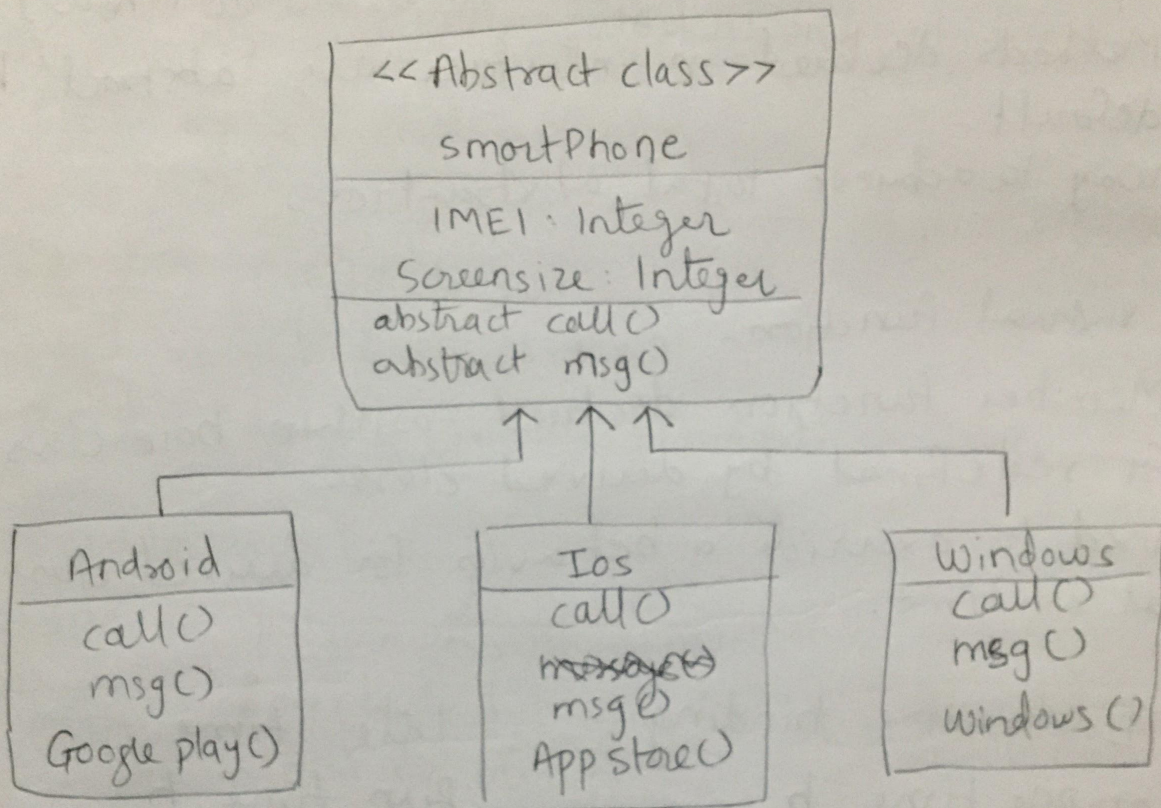 <<Abstract class>>
smartPhone
IMEI: Integer
Screensize: Integer
abstract call()
abstract msg()
Android
call()
msg()
Google play()
Ios
call()
msg()
App store()
Windows
call()
msg()
windows()